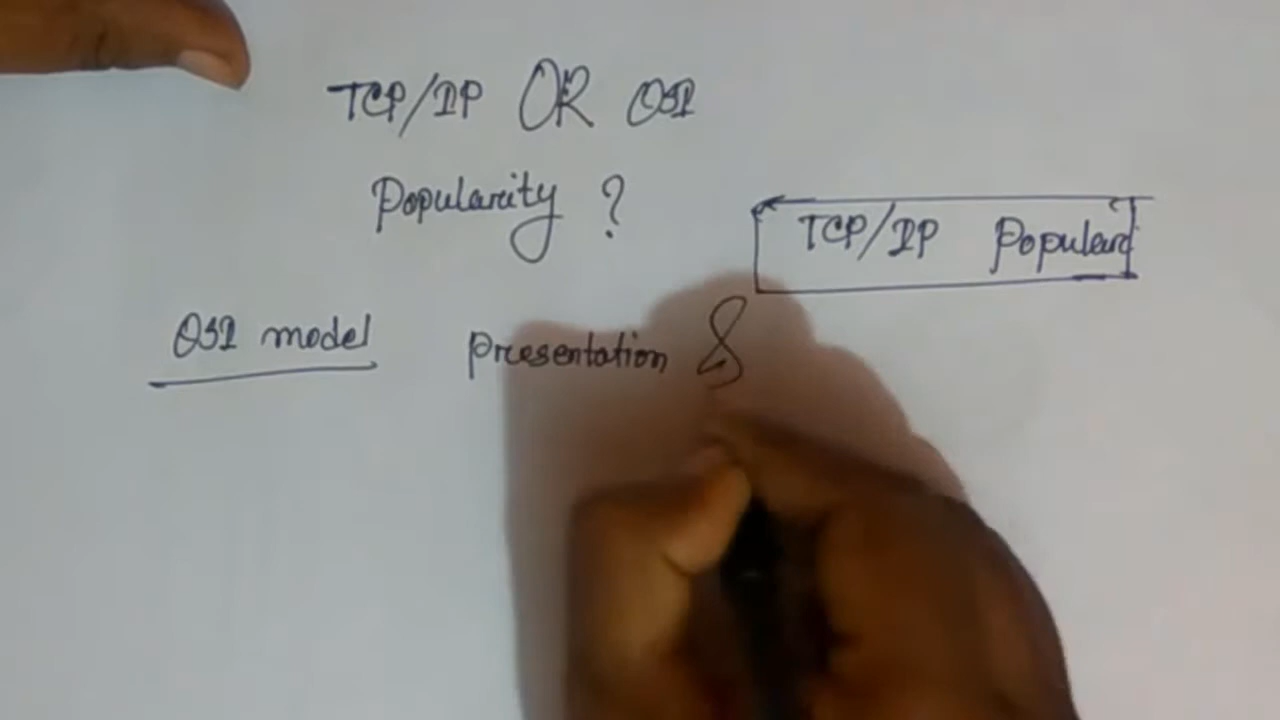 TCP/IP OR OSI
Popularity ?
TCP/IP Popular
OSI model Presentation &